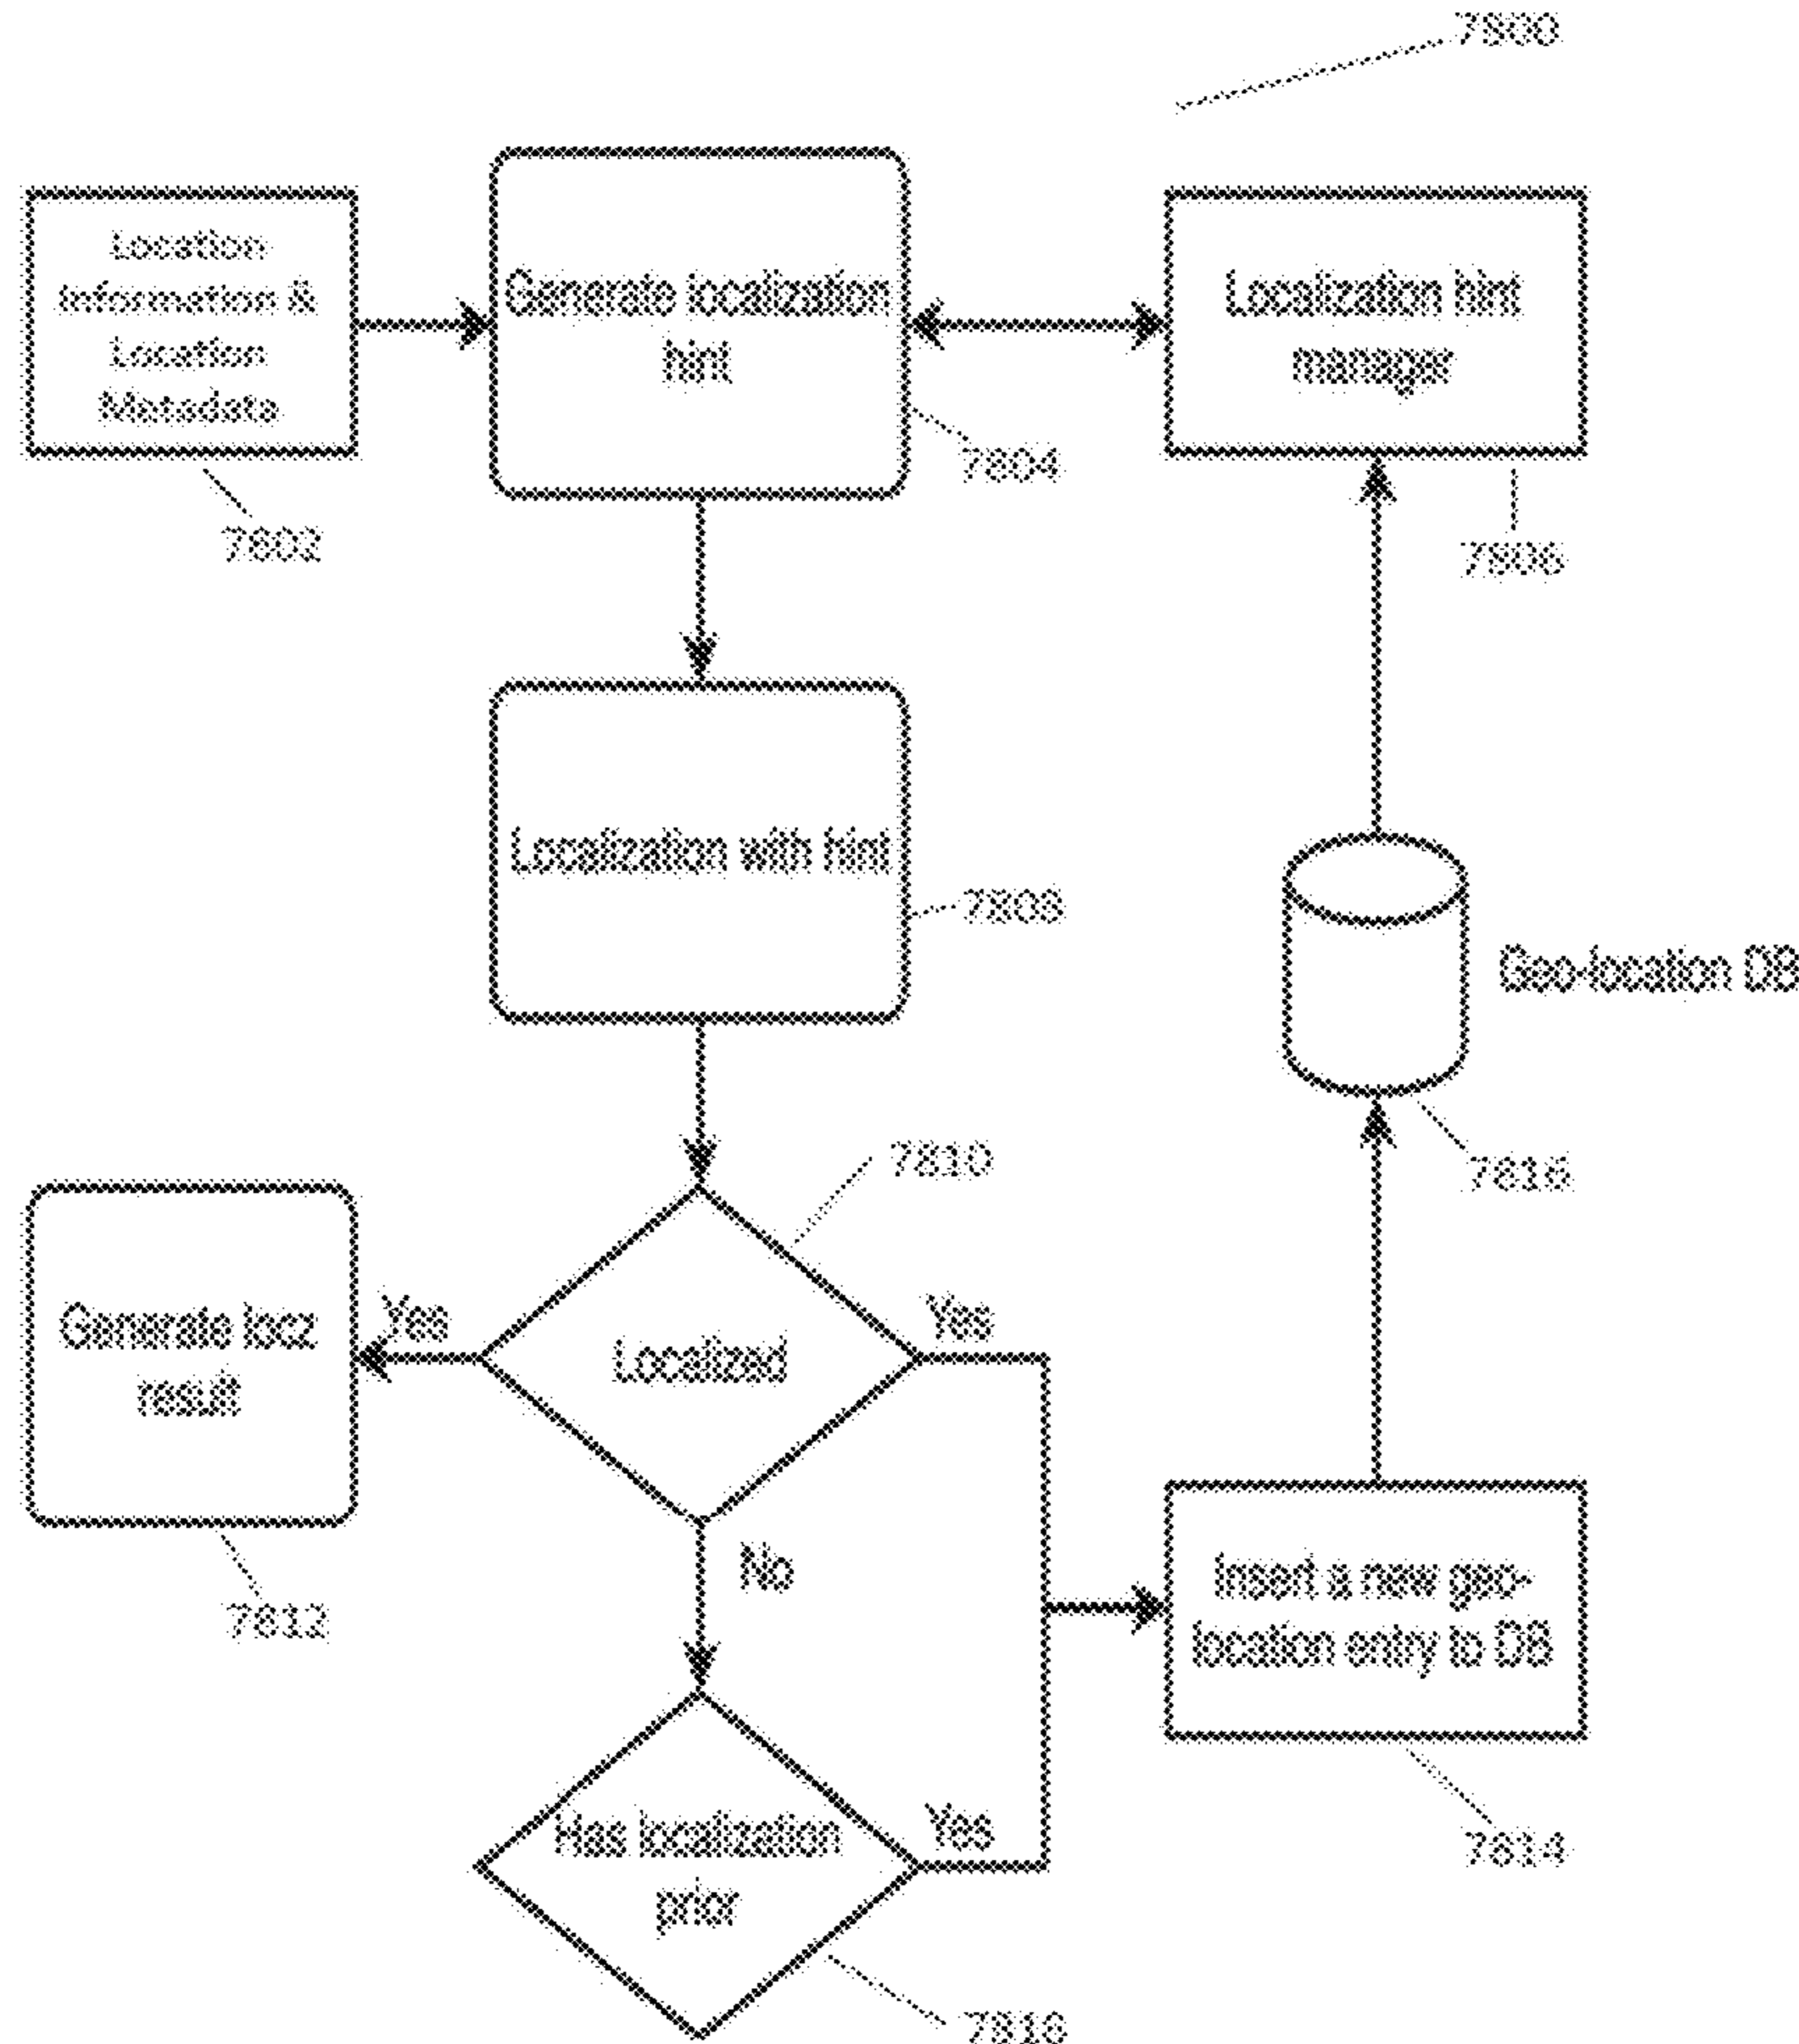 7800
Location
Information &
Location
Metadata
7802
Generate localization
hint
7804
Localization hint
manager
7806
Localization with hint
7808
Geo-location DB
7816
7810
Localized
Yes
Yes
No
Generate locz
result
7812
Insert a new geo-
location entry to DB
7814
Has localization
prior
Yes
7818